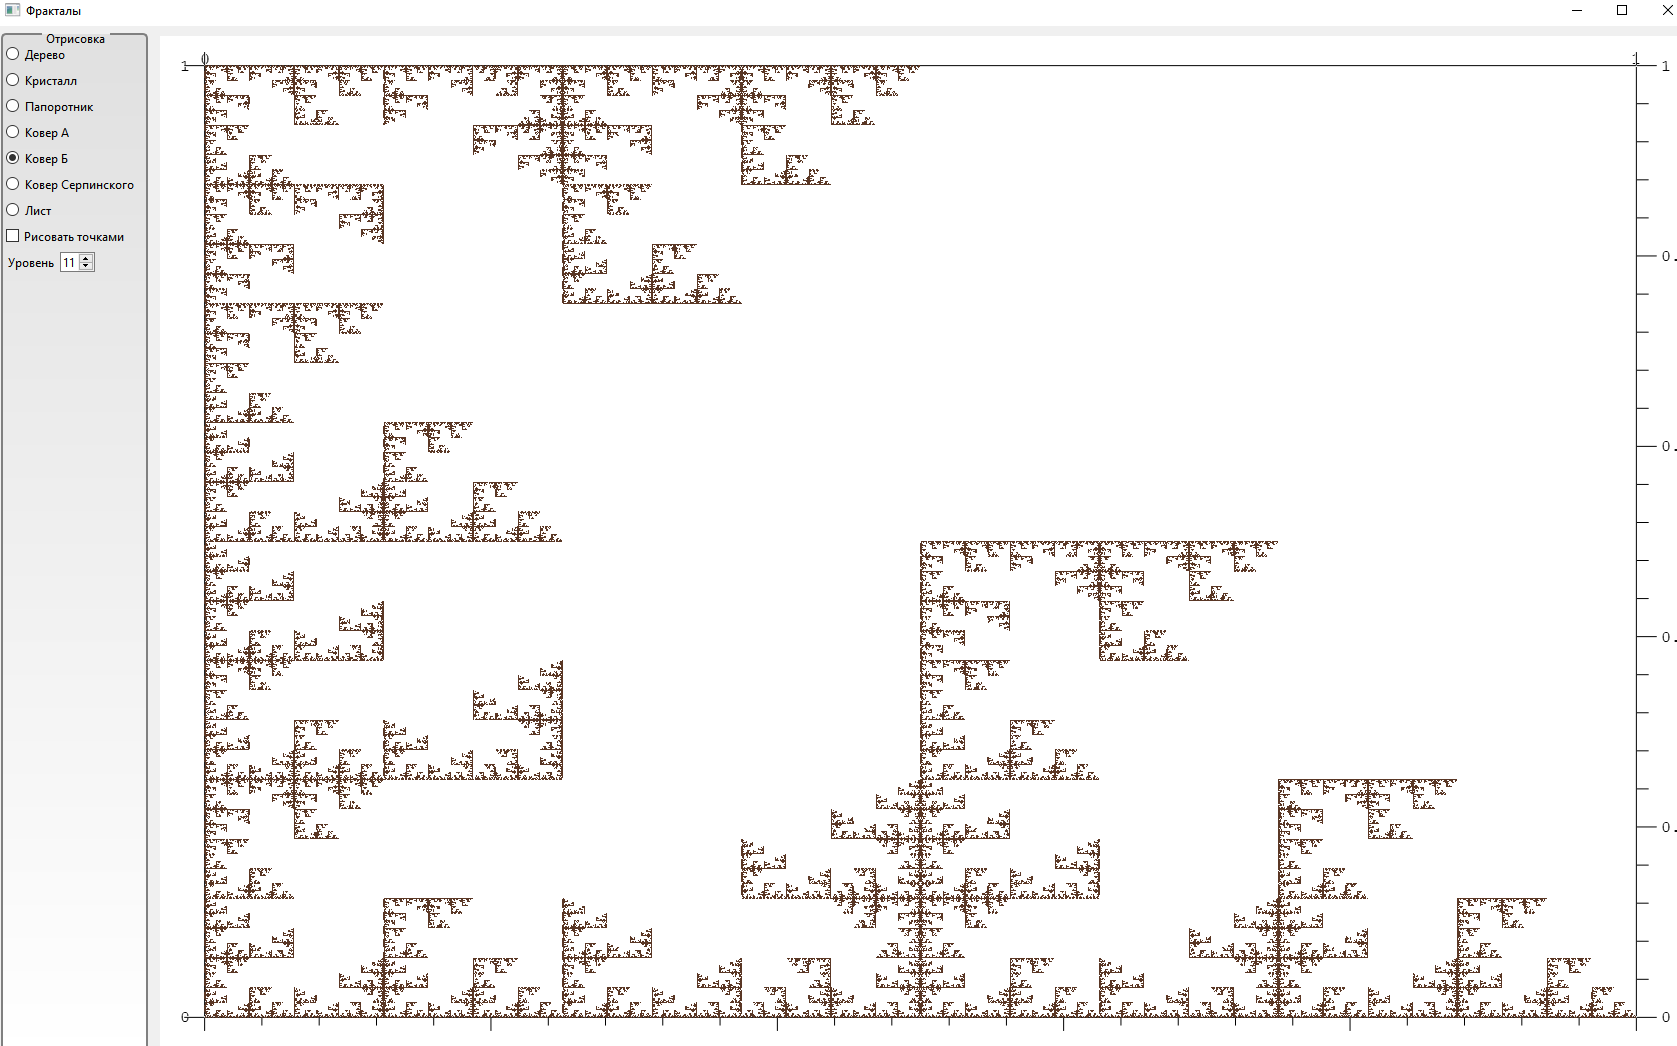 Фракталы
Отрисовка
Дерево
Кристалл
Папоротник
Ковер А
Ковер Б
Ковер Серпинского
Лист
Рисовать точками
Уровень 11
0 1
1 1
0.
0.
0.
0.
0 0